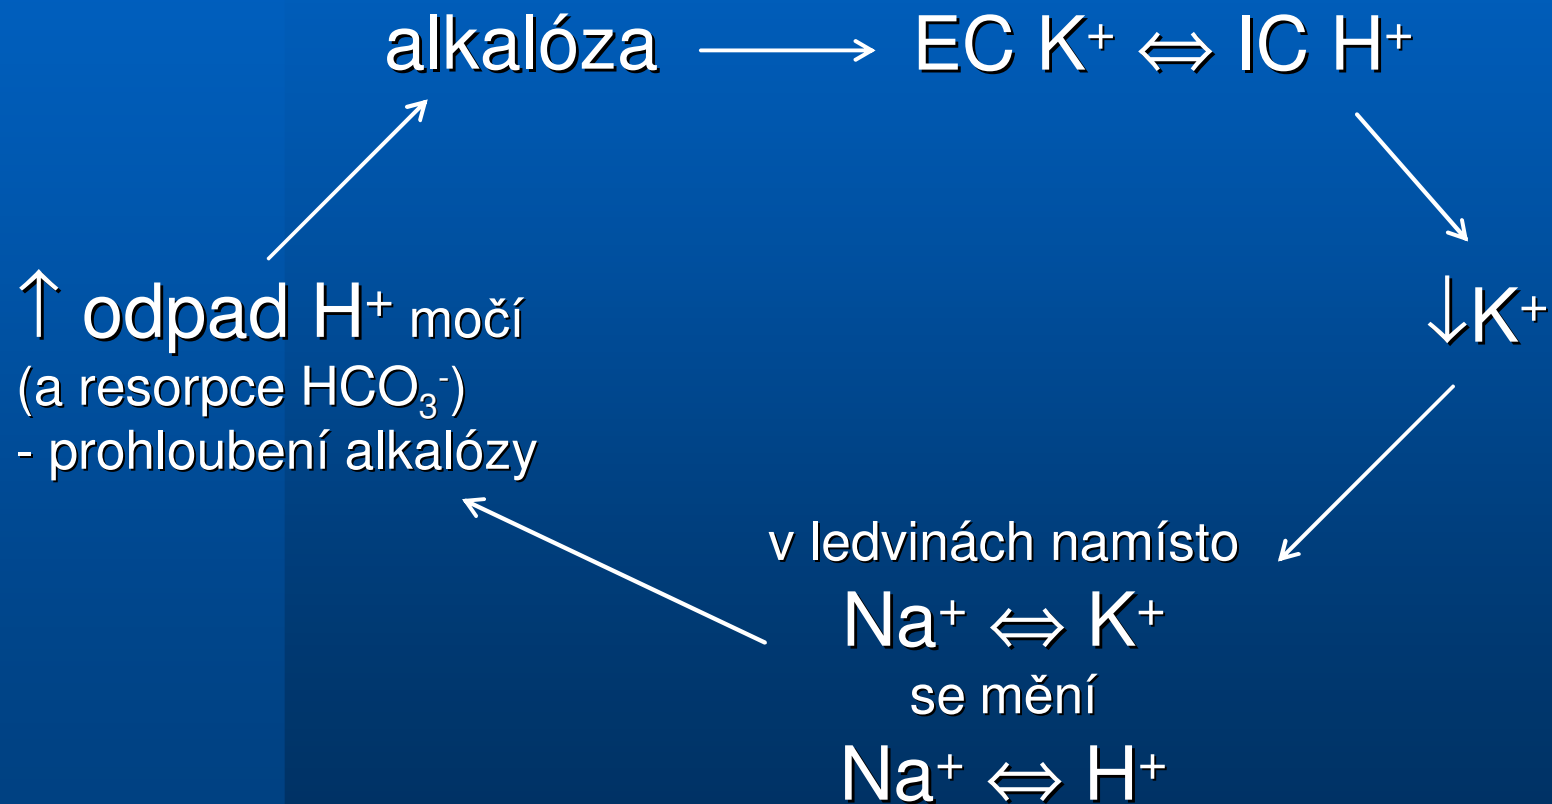 alkalóza → EC K⁺ ⇔ IC H⁺
↑ odpad H⁺ močí
(a resorpce HCO₃⁻)
- prohloubení alkalózy
↓K⁺
v ledvinách namísto
Na⁺ ⇔ K⁺
se mění
Na⁺ ⇔ H⁺